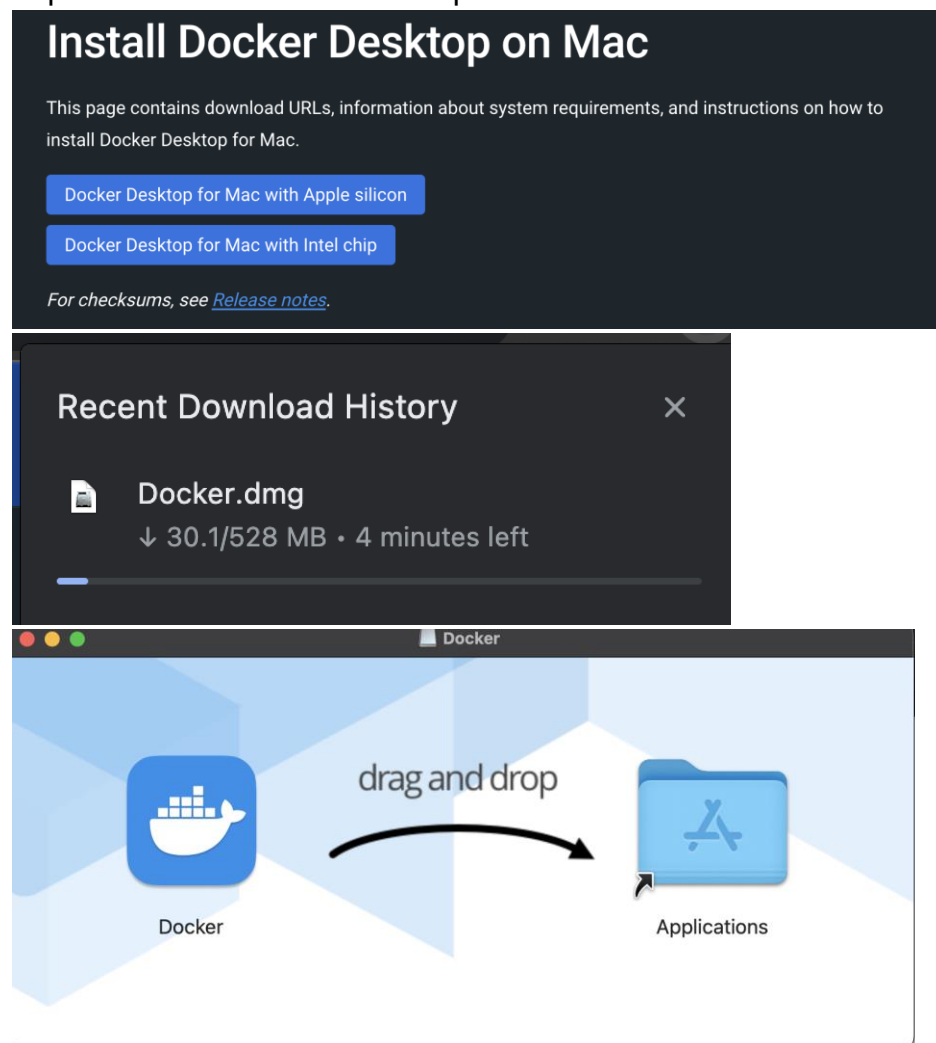 Install Docker Desktop on Mac
This page contains download URLs, information about system requirements, and instructions on how to
install Docker Desktop for Mac.
Docker Desktop for Mac with Apple silicon
Docker Desktop for Mac with Intel chip
For checksums, see Release notes.
Recent Download History
Docker.dmg
↓ 30.1/528 MB • 4 minutes left
Docker
drag and drop
Docker
Applications